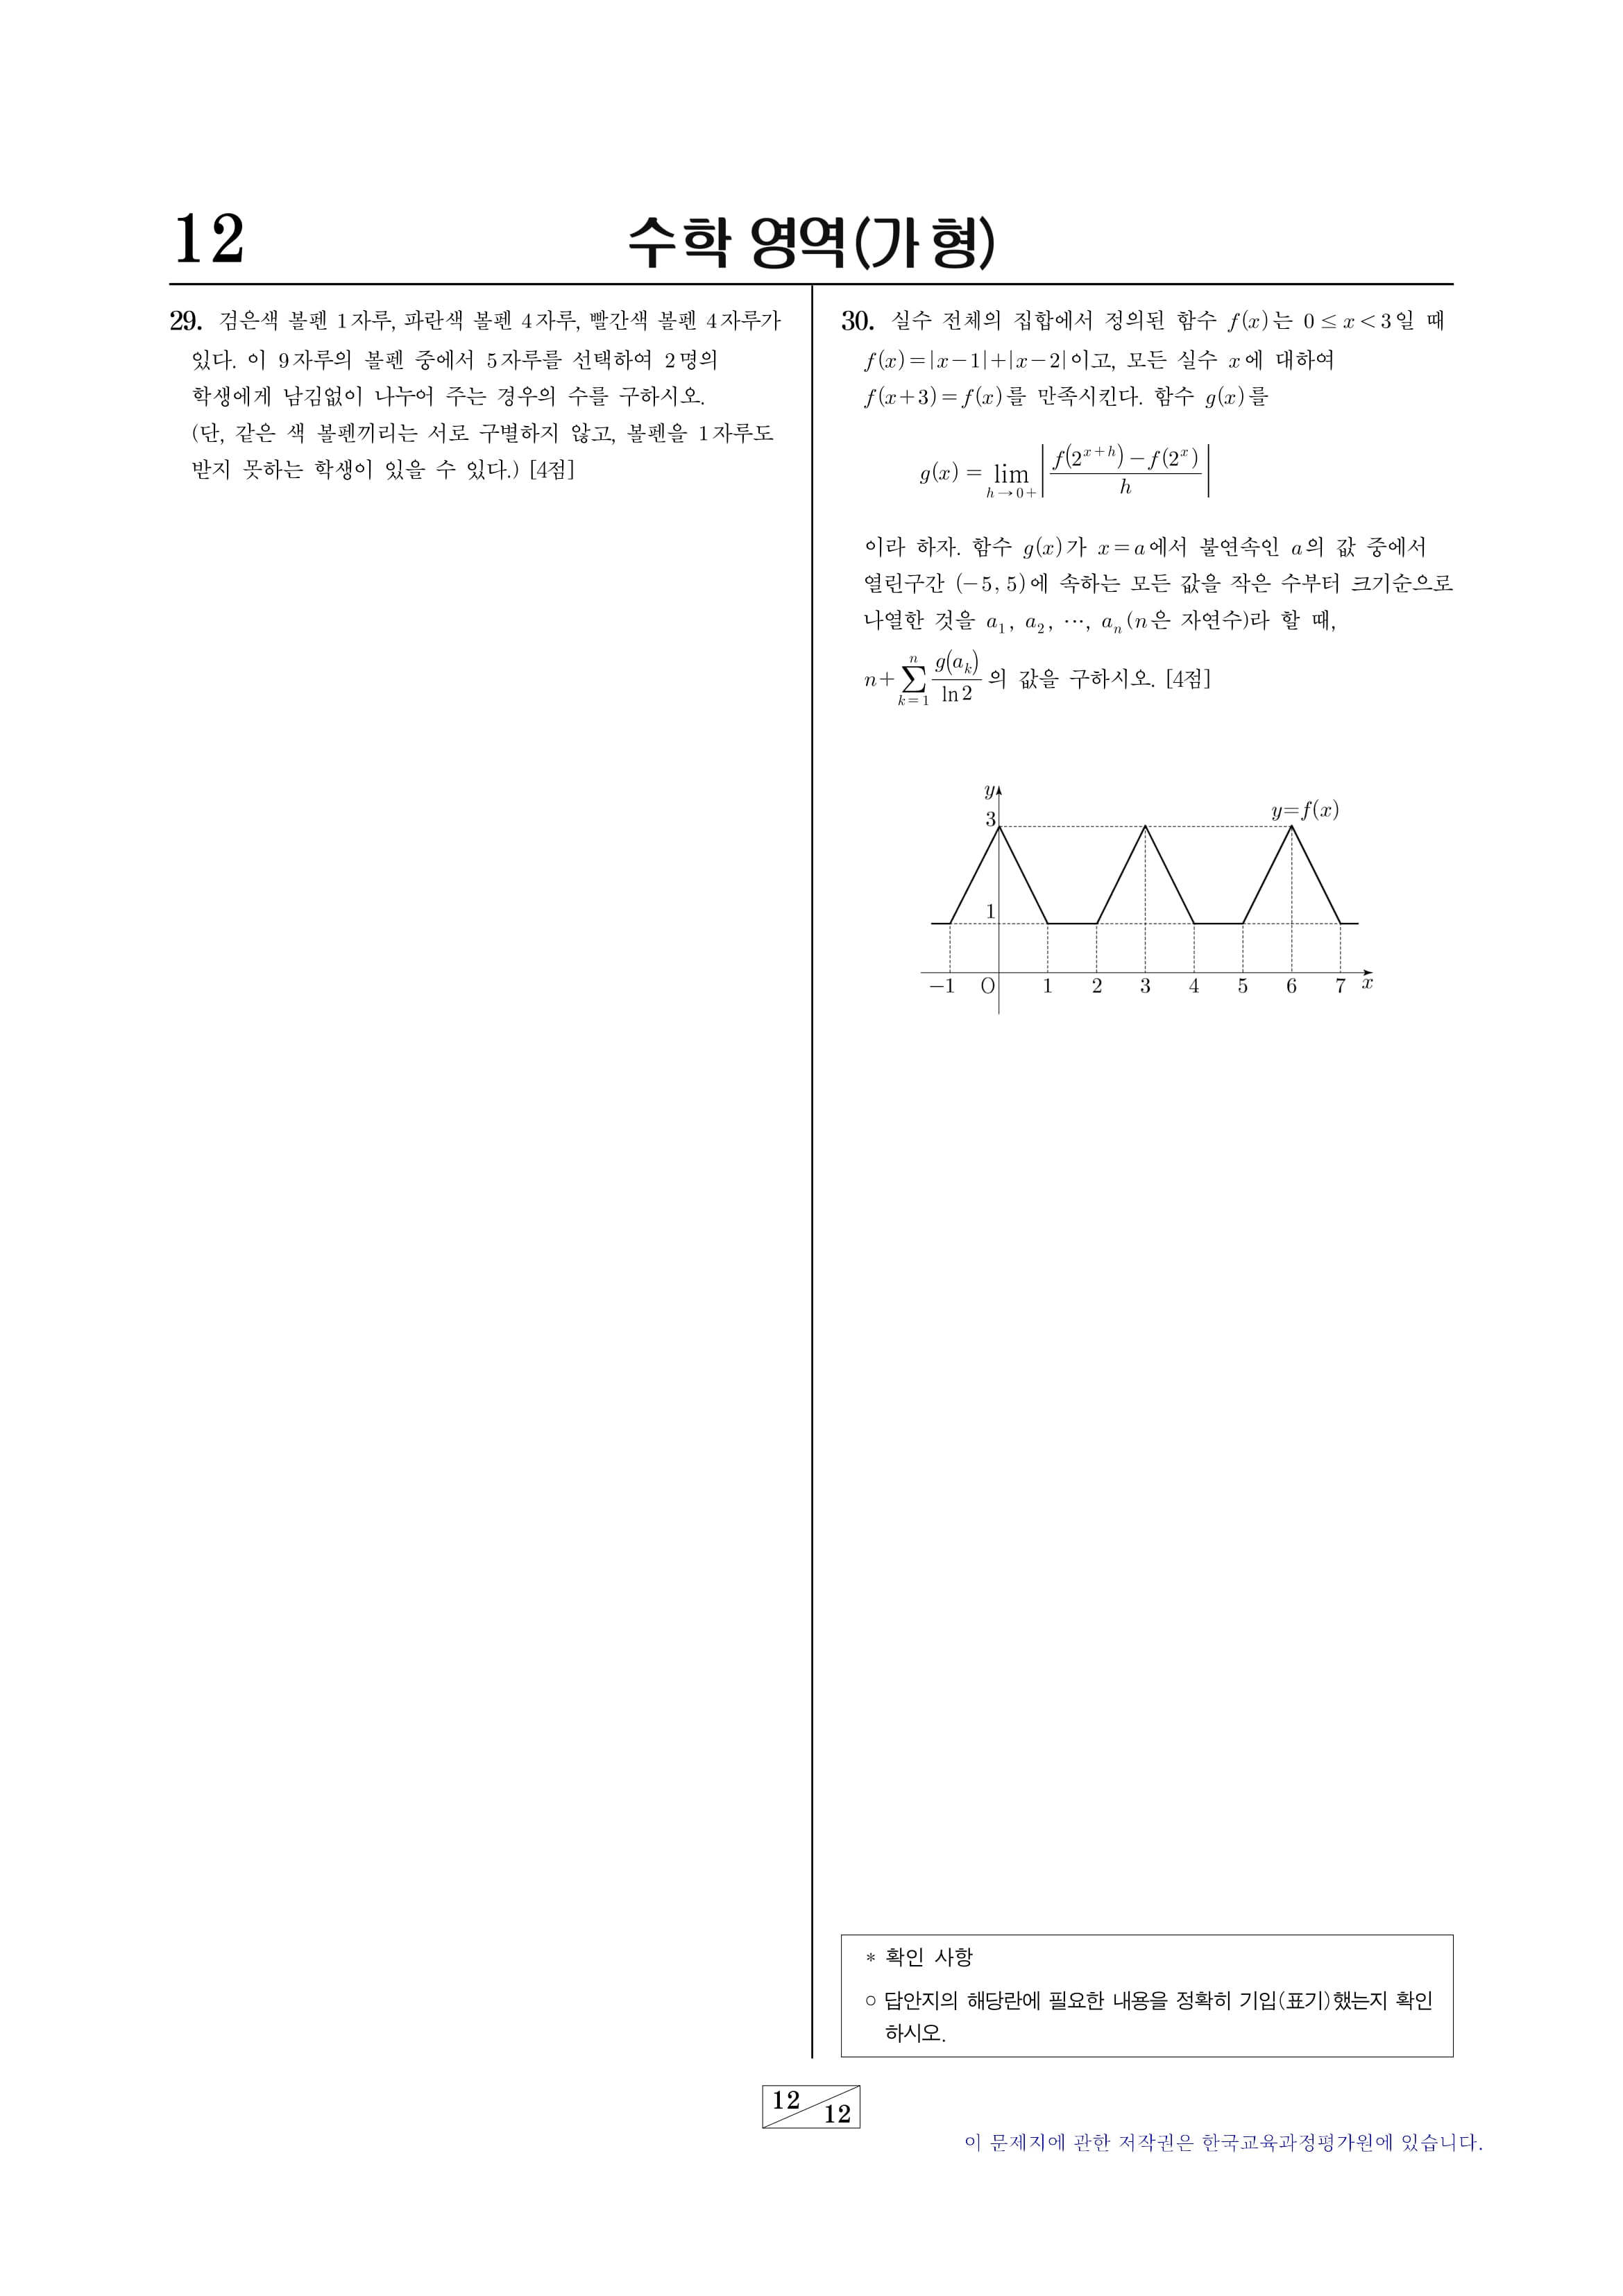 12
수학 영역(가 형)
29. 검은색 볼펜 1자루, 파란색 볼펜 4자루, 빨간색 볼펜 4자루가
있다. 이 9자루의 볼펜 중에서 5자루를 선택하여 2명의
학생에게 남김없이 나누어 주는 경우의 수를 구하시오.
(단, 같은 색 볼펜끼리는 서로 구별하지 않고, 볼펜을 1자루도
받지 못하는 학생이 있을 수 있다.) [4점]
30. 실수 전체의 집합에서 정의된 함수 f(x)는 0 ≤ x < 3일 때
f(x)=|x−1|+|x−2|이고, 모든 실수 x에 대하여
f(x+3)=f(x)를 만족시킨다. 함수 g(x)를
g(x) = lim_{h→0+} |\frac{f(2^{x+h})−f(2^x)}{h}|
이라 하자. 함수 g(x)가 x=a에서 불연속인 a의 값 중에서
열린구간 (−5, 5)에 속하는 모든 값을 작은 수부터 크기순으로
나열한 것을 a_1, a_2, ⋯, a_n (n은 자연수)라 할 때,
n+∑_{k=1}^{n} \frac{g(a_k)}{ln 2} 의 값을 구하시오. [4점]
y
3
y=f(x)
1
−1 O 1 2 3 4 5 6 7 x
* 확인 사항
○ 답안지의 해당란에 필요한 내용을 정확히 기입(표기)했는지 확인
하시오.
12
12
이 문제지에 관한 저작권은 한국교육과정평가원에 있습니다.